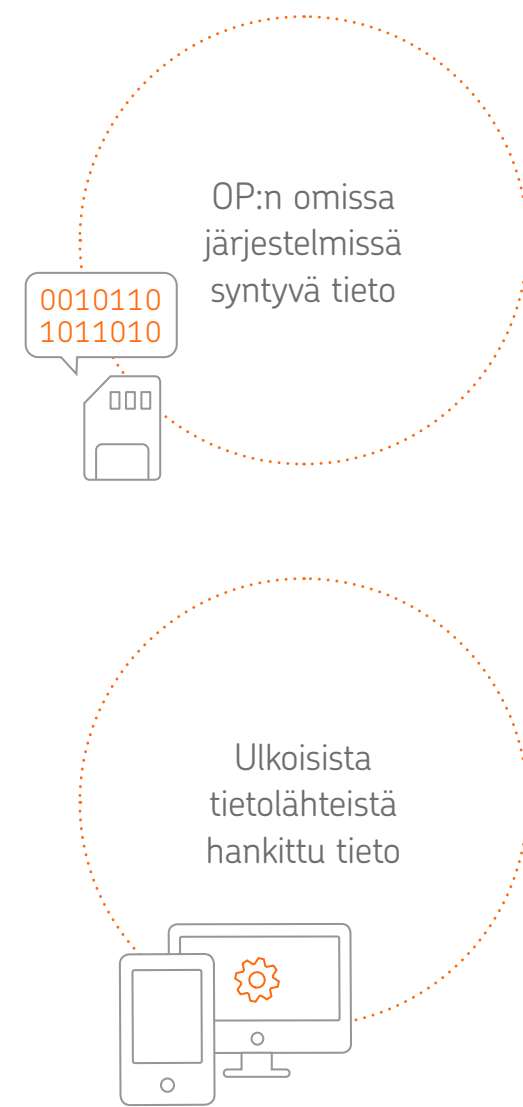 OP:n omissa
järjestelmissä
syntyvä tieto
0010110
1011010
Ulkoisista
tietolähteistä
hankittu tieto